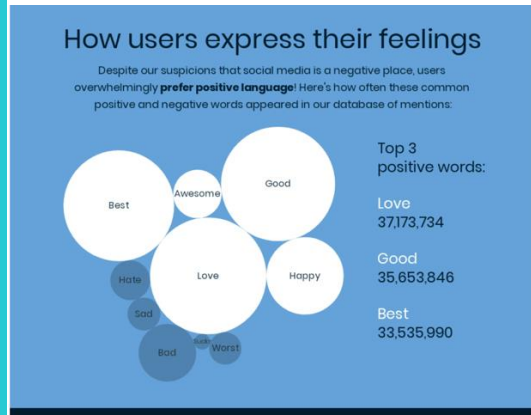 How users express their feelings
Despite our suspicions that social media is a negative place, users
overwhelmingly prefer positive language! Here's how often these common
positive and negative words appeared in our database of mentions:
Best
Awesome
Good
Love
Happy
Hate
Sad
Bad
Worst
Top 3
positive words:
Love
37,173,734
Good
35,653,846
Best
33,535,990